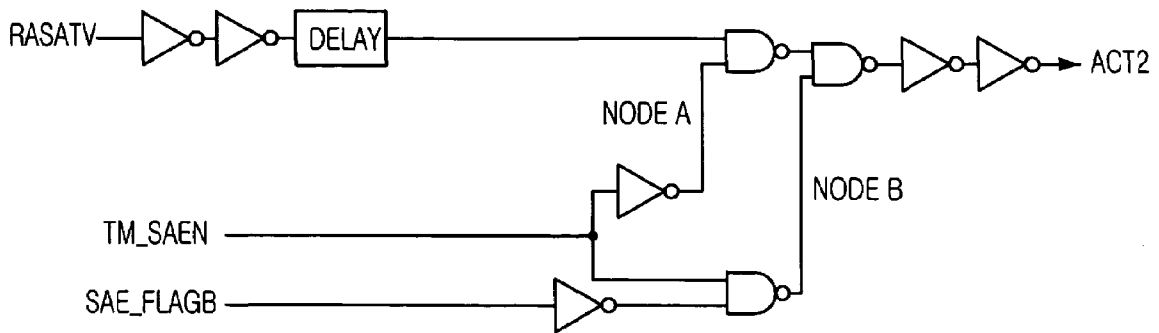 RASATV
DELAY
ACT2
NODE A
NODE B
TM_SAEN
SAE_FLAGB